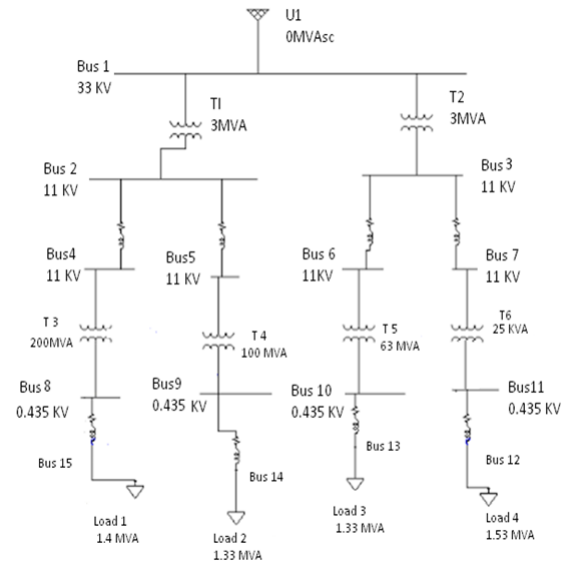 U1
0MVAsc
Bus 1
33 KV
T1
3MVA
T2
3MVA
Bus 2
11 KV
Bus 3
11 KV
Bus4
11 KV
Bus5
11 KV
Bus 6
11KV
Bus 7
11 KV
T 3
200MVA
T 4
100 MVA
T 5
63 MVA
T6
25 KVA
Bus 8
0.435 KV
Bus9
0.435 KV
Bus 10
0.435 KV
Bus11
0.435 KV
Bus 15
Bus 14
Bus 13
Bus 12
Load 1
1.4 MVA
Load 2
1.33 MVA
Load 3
1.33 MVA
Load 4
1.53 MVA